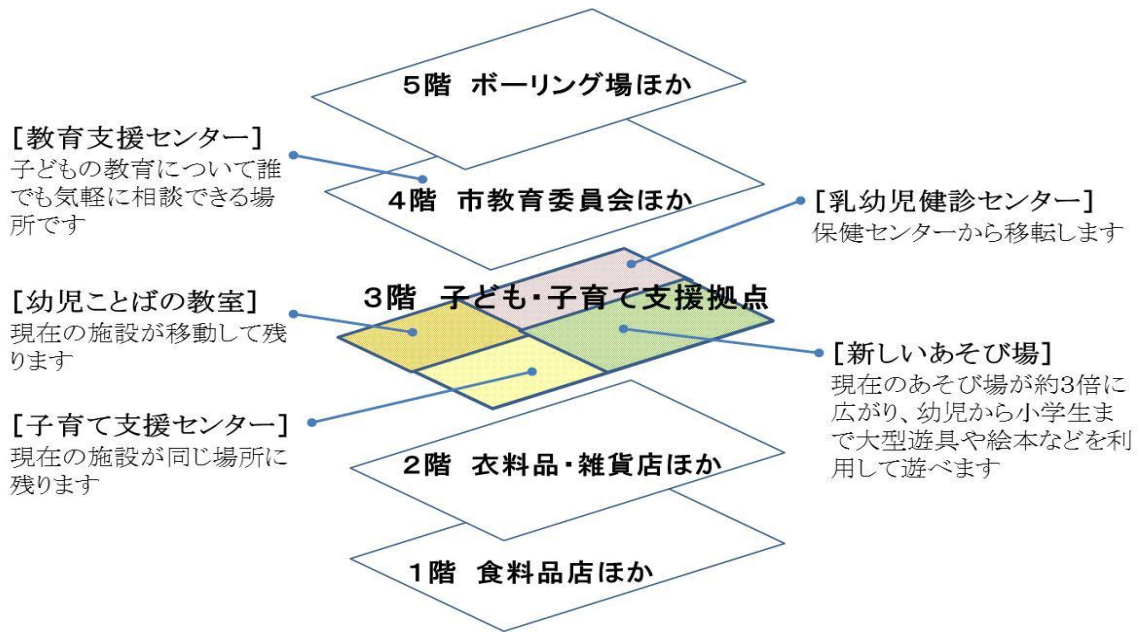 5階 ボーリング場ほか
[教育支援センター]
子どもの教育について誰
でも気軽に相談できる場
所です
4階 市教育委員会ほか
[乳幼児健診センター]
保健センターから移転します
3階 子ども・子育て支援拠点
[幼児ことばの教室]
現在の施設が移動して残
ります
[新しいあそび場]
現在のあそび場が約3倍に
広がり、幼児から小学生ま
で大型遊具や絵本などを利
用して遊べます
[子育て支援センター]
現在の施設が同じ場所に
残ります
2階 衣料品・雑貨店ほか
1階 食料品店ほか